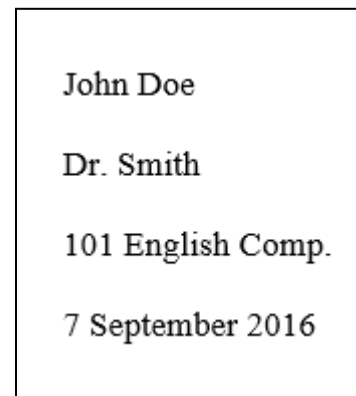 John Doe
Dr. Smith
101 English Comp.
7 September 2016